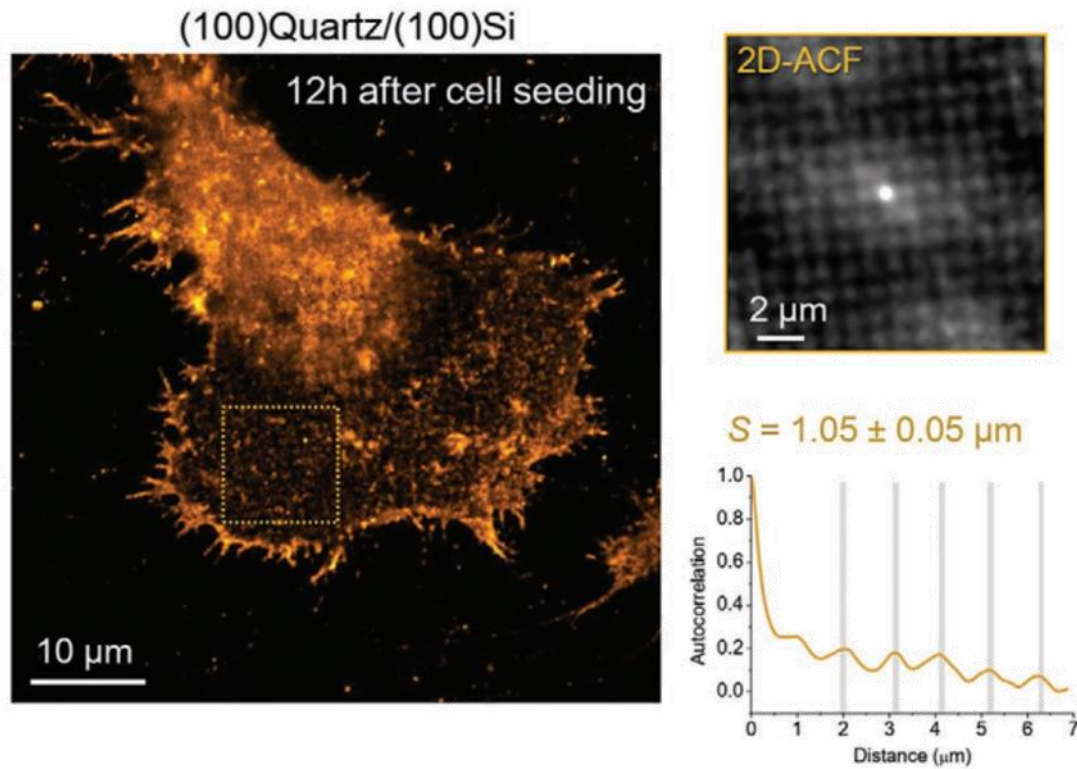 (100)Quartz/(100)Si
12h after cell seeding
10 µm
2D-ACF
2 µm
S = 1.05 ± 0.05 µm
1.0
0.8
0.6
0.4
0.2
0.0
Autocorrelation
0 1 2 3 4 5 6 7
Distance (µm)